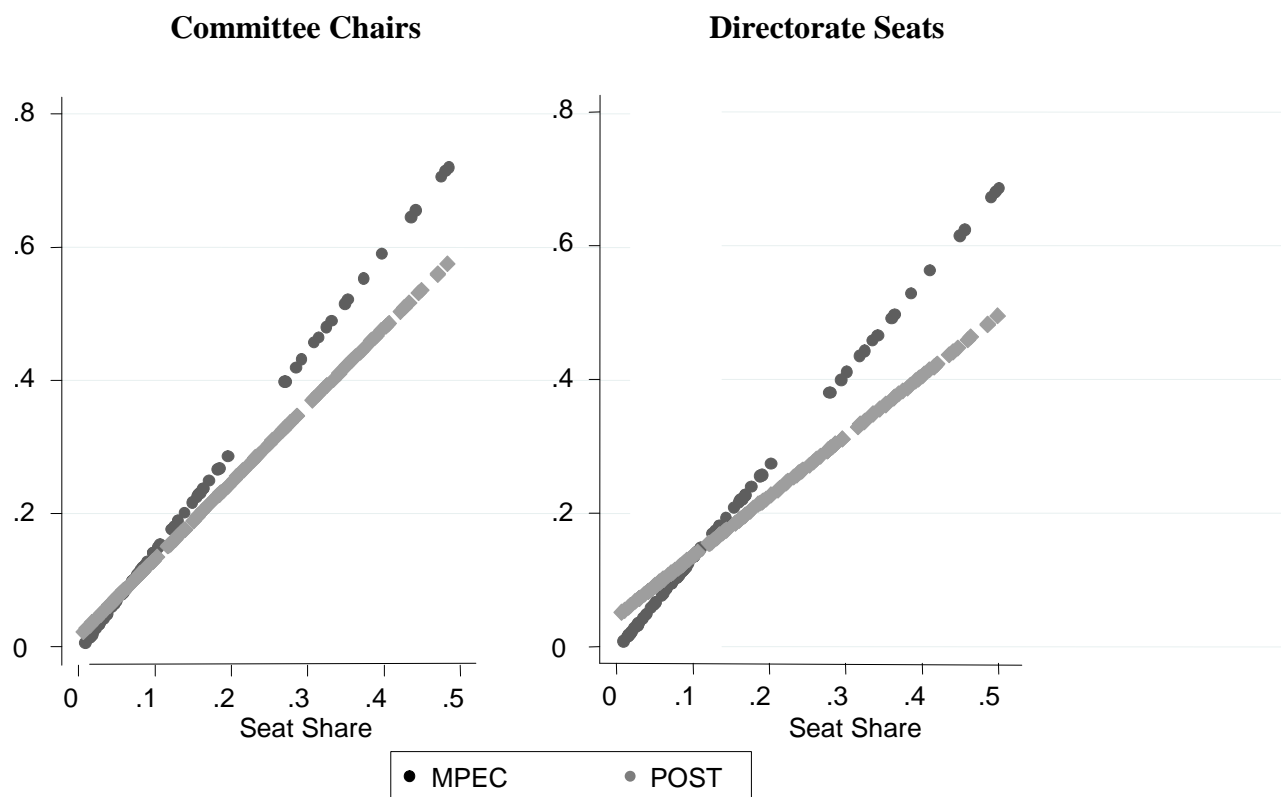 Committee Chairs
Directorate Seats
.8
.6
.4
.2
0
0 .1 .2 .3 .4 .5
Seat Share
.8
.6
.4
.2
0
0 .1 .2 .3 .4 .5
Seat Share
MPEC POST